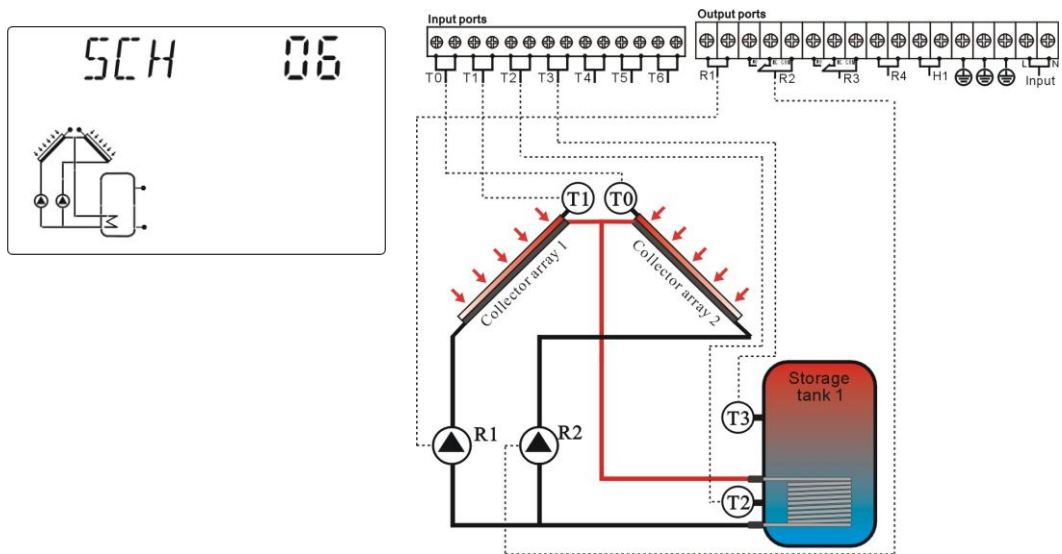 SCH 06
Input ports
T0 T1 T2 T3 T4 T5 T6
Output ports
R1 R2 R3 R4 H1 L N
Input
T1 T0
Collector array 1
Collector array 2
Storage
tank 1
T3
R1 R2
T2